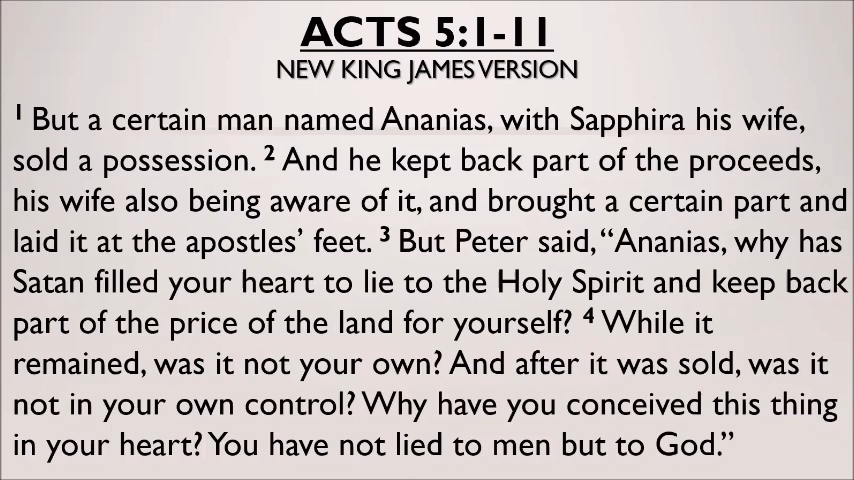 ACTS 5:1-11
NEW KING JAMES VERSION
1 But a certain man named Ananias, with Sapphira his wife,
sold a possession. 2 And he kept back part of the proceeds,
his wife also being aware of it, and brought a certain part and
laid it at the apostles’ feet. 3 But Peter said, “Ananias, why has
Satan filled your heart to lie to the Holy Spirit and keep back
part of the price of the land for yourself? 4 While it
remained, was it not your own? And after it was sold, was it
not in your own control? Why have you conceived this thing
in your heart? You have not lied to men but to God.”